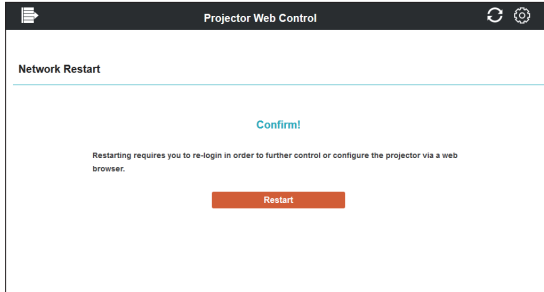 Projector Web Control
Network Restart
Confirm!
Restarting requires you to re-login in order to further control or configure the projector via a web
browser.
Restart